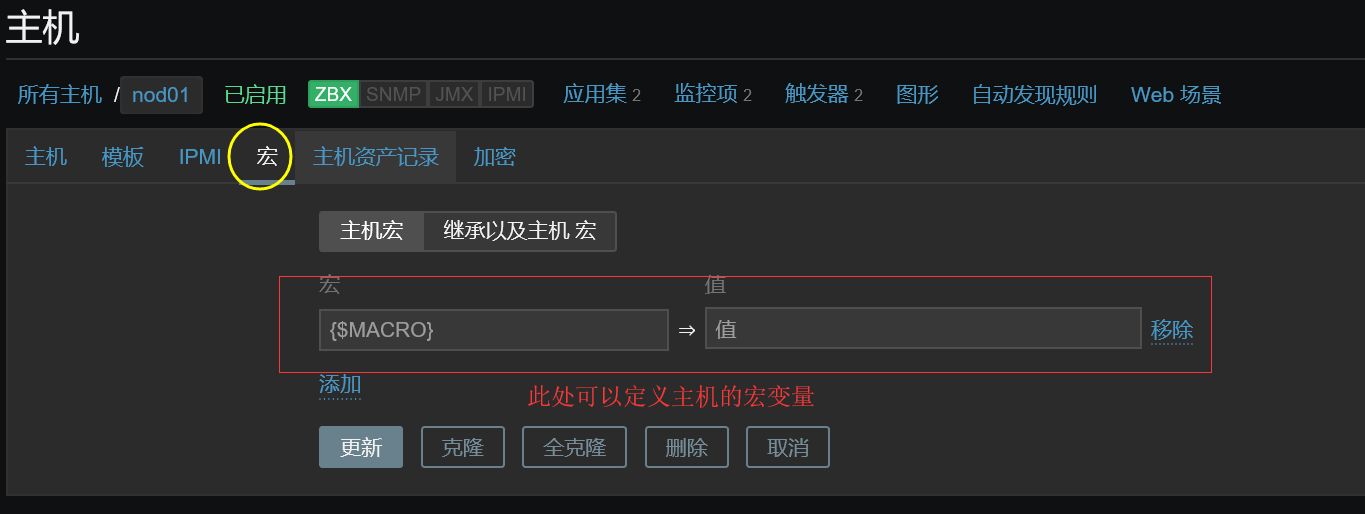 主机
所有主机 / nod01 已启用 ZBX SNMP JMX IPMI 应用集 2 监控项 2 触发器 2 图形 自动发现规则 Web 场景
主机 模板 IPMI 宏 主机资产记录 加密
主机宏 继承以及主机 宏
宏 值
{$MACRO} ⇒ 值 移除
添加
此处可以定义主机的宏变量
更新 克隆 全克隆 删除 取消